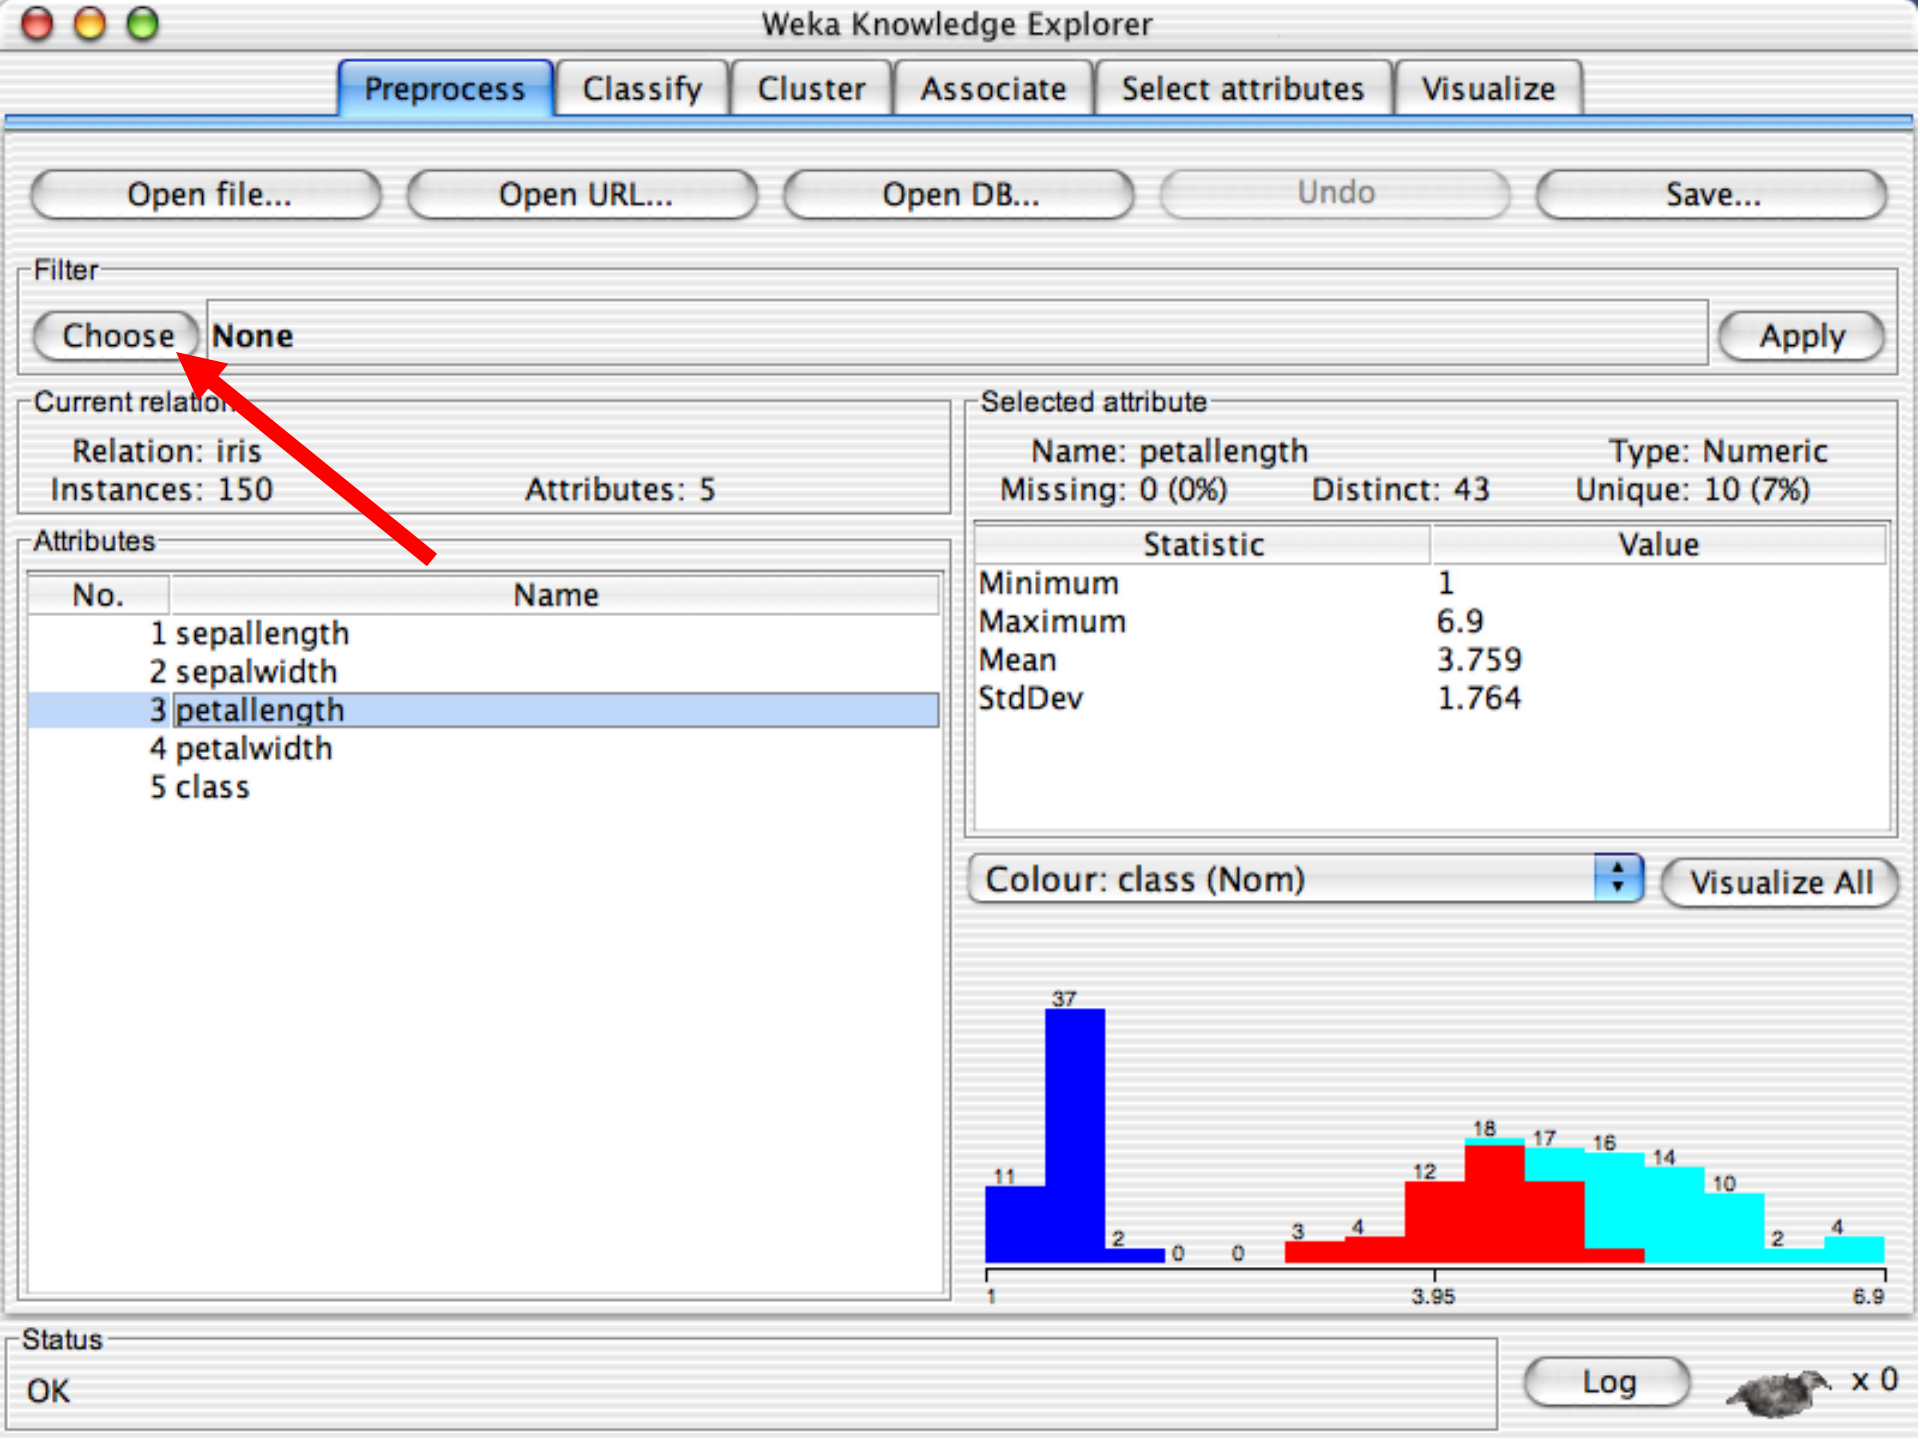 Weka Knowledge Explorer
Preprocess Classify Cluster Associate Select attributes Visualize
Open file... Open URL... Open DB... Undo Save...
Filter
Choose None Apply
Current relation
Relation: iris
Instances: 150 Attributes: 5
Attributes
No. Name
1 sepallength
2 sepalwidth
3 petallength
4 petalwidth
5 class
Selected attribute
Name: petallength Type: Numeric
Missing: 0 (0%) Distinct: 43 Unique: 10 (7%)
Statistic Value
Minimum 1
Maximum 6.9
Mean 3.759
StdDev 1.764
Colour: class (Nom) Visualize All
11 37 2 0 0 3 4 12 18 17 16 14 10 2 4
1 3.95 6.9
Status
OK
Log x 0